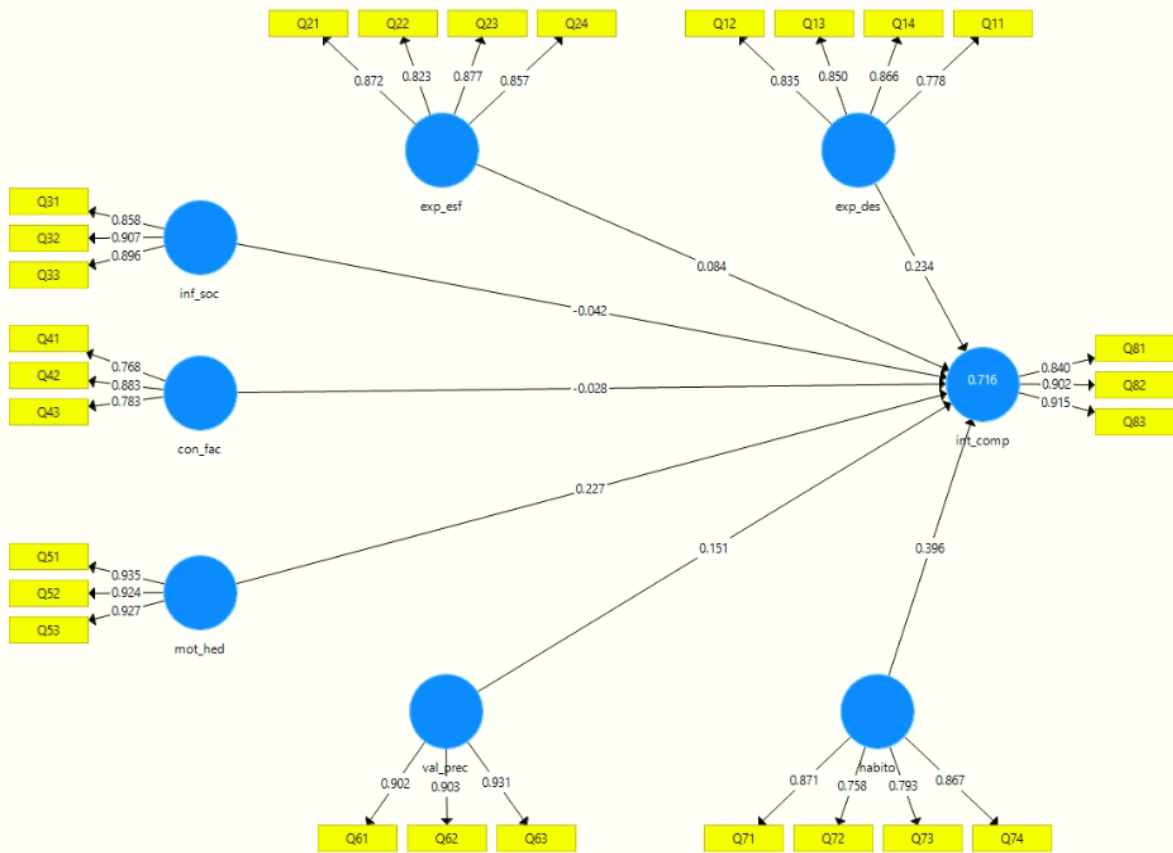 Q21 Q22 Q23 Q24
Q12 Q13 Q14 Q11
0.872 0.823 0.877 0.857
0.835 0.850 0.866 0.778
exp_esf
exp_des
Q31
Q32
Q33
0.858
0.907
0.896
inf_soc
0.084
0.234
-0.042
Q41
Q42
Q43
0.768
0.883
0.783
con_fac
-0.028
0.716
int_comp
0.840
0.902
0.915
Q81
Q82
Q83
0.227
0.151
0.396
Q51
Q52
Q53
0.935
0.924
0.927
mot_hed
val_prec
habito
0.902 0.903 0.931
0.871 0.758 0.793 0.867
Q61 Q62 Q63
Q71 Q72 Q73 Q74